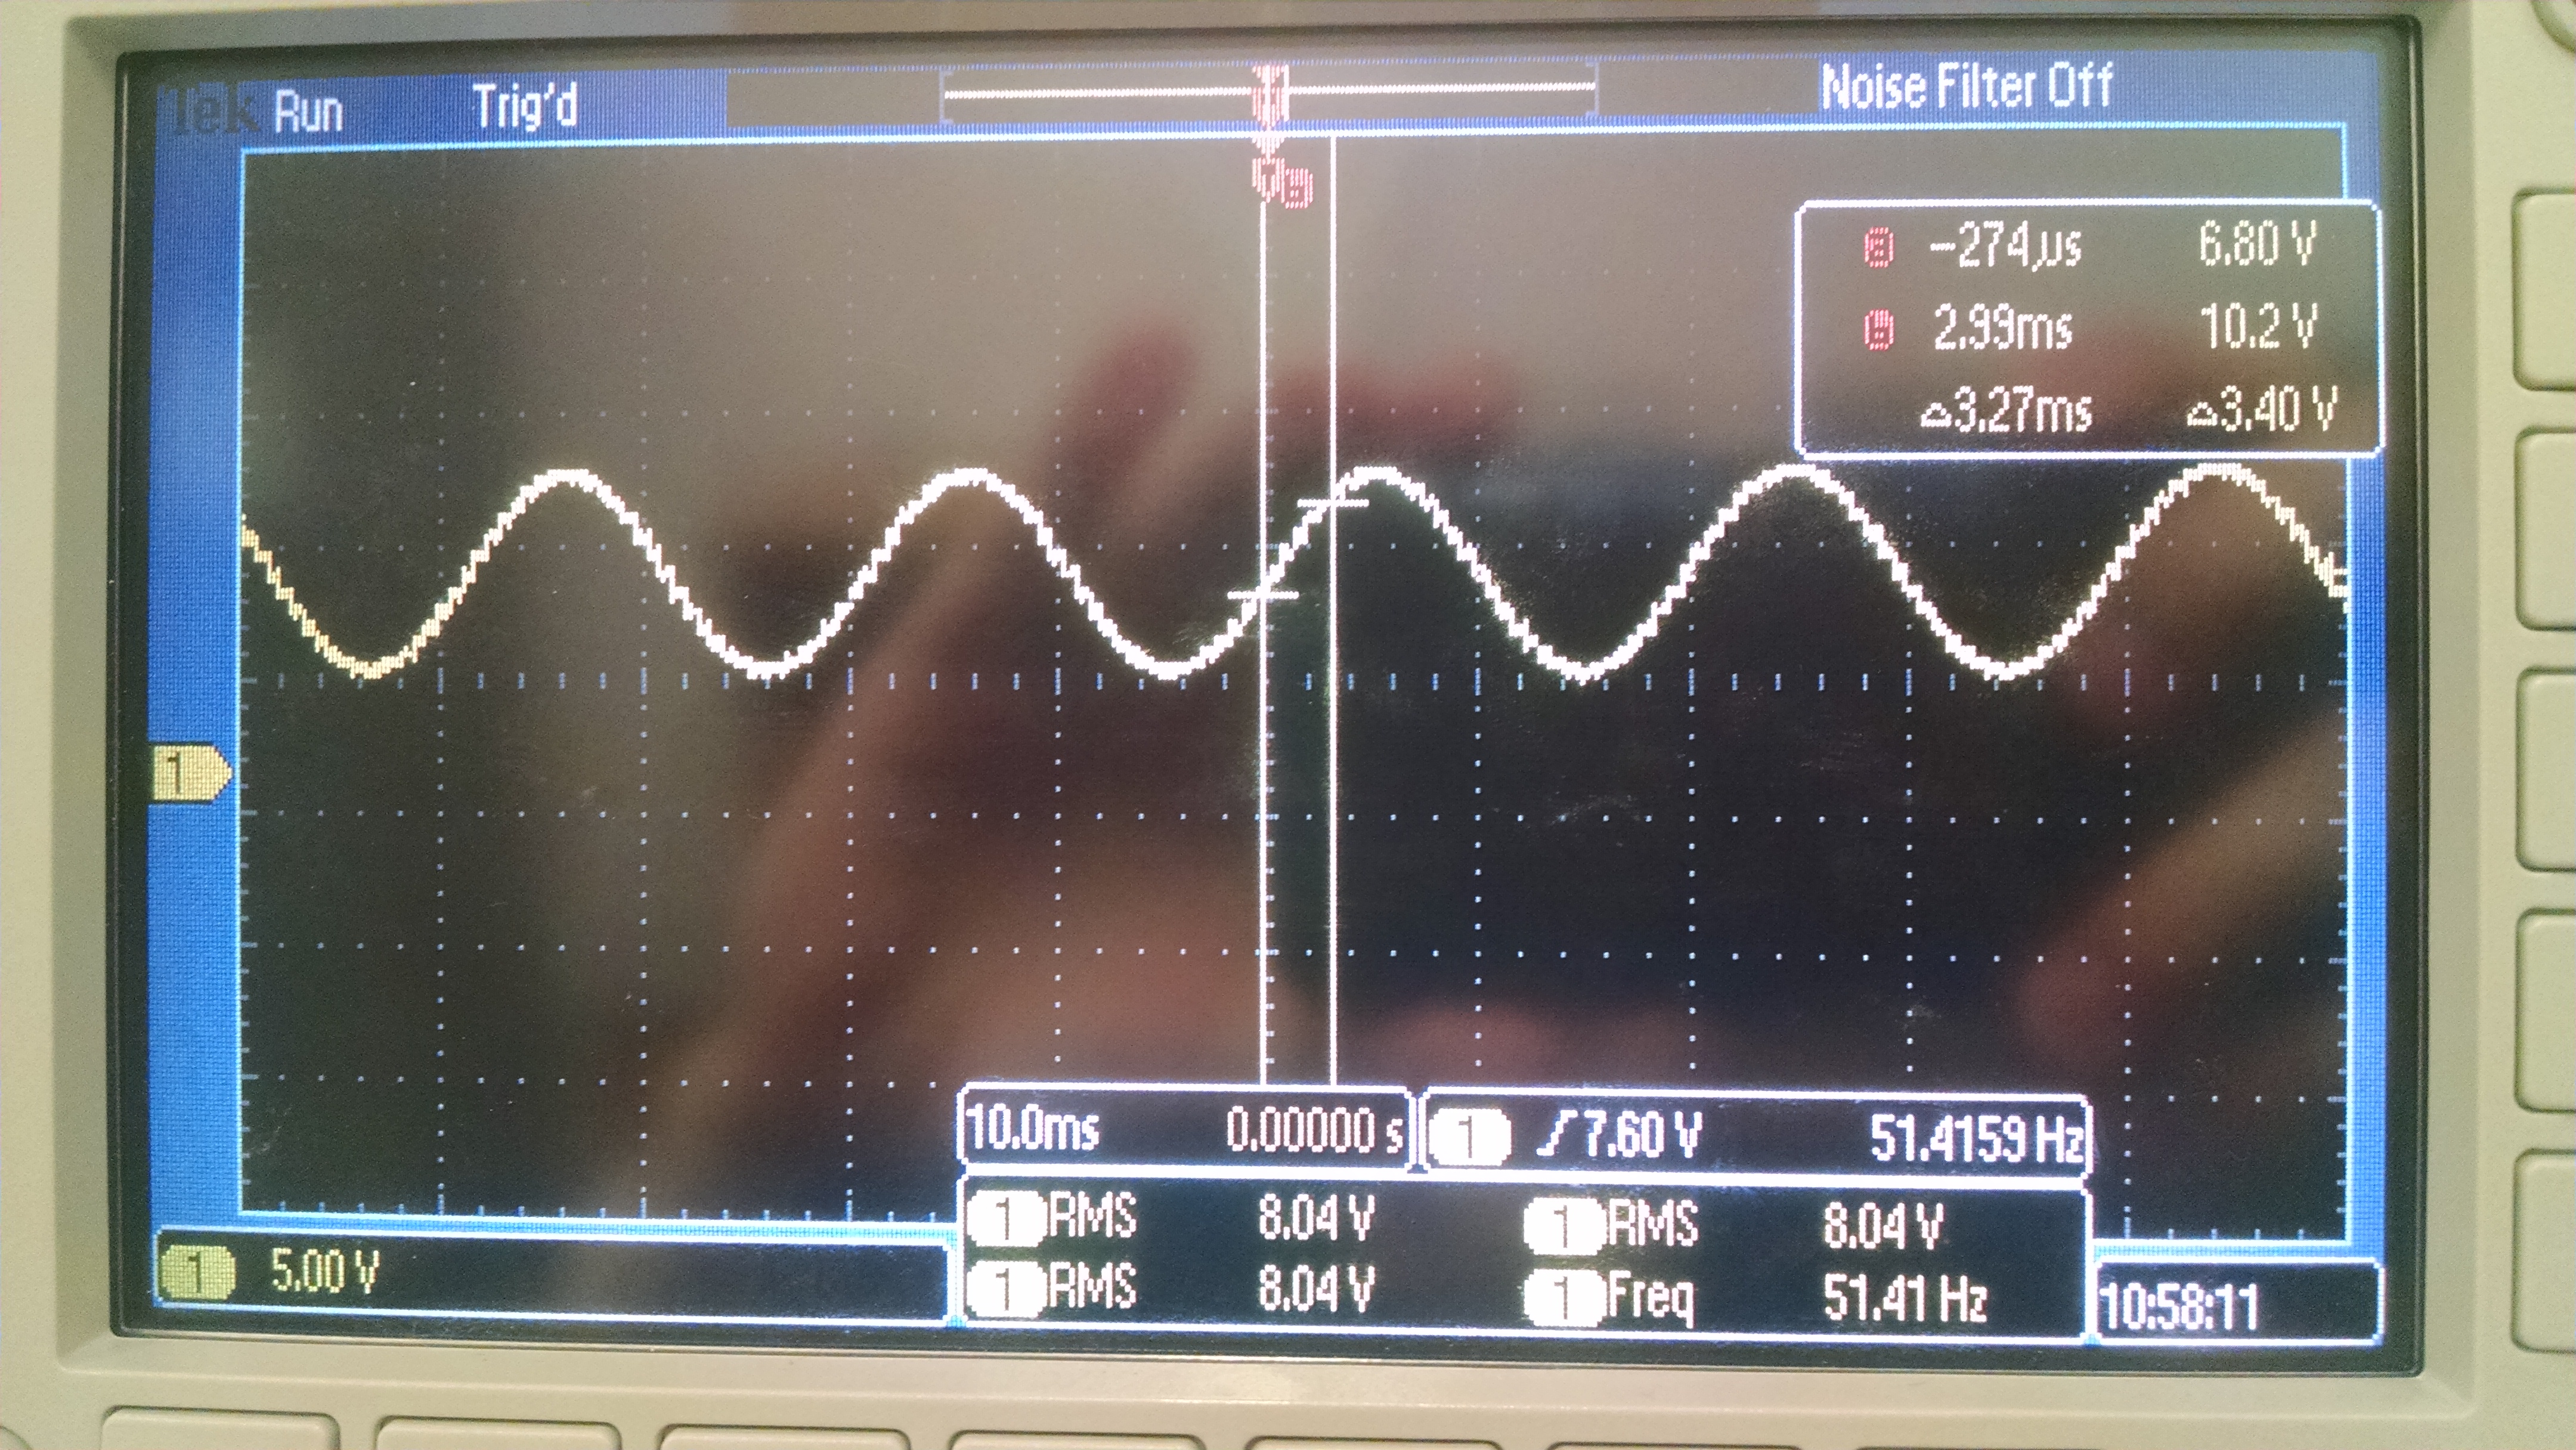 Tek Run Trig'd Noise Filter Off
a -274µs 6.80 V
b 2.99ms 10.2 V
△3.27ms △3.40 V
1
10.0ms 0.00000 s 1 7.60 V 51.4159 Hz
1 RMS 8.04 V 1 RMS 8.04 V
1 RMS 8.04 V 1 Freq 51.41 Hz
1 5.00 V
10:58:11